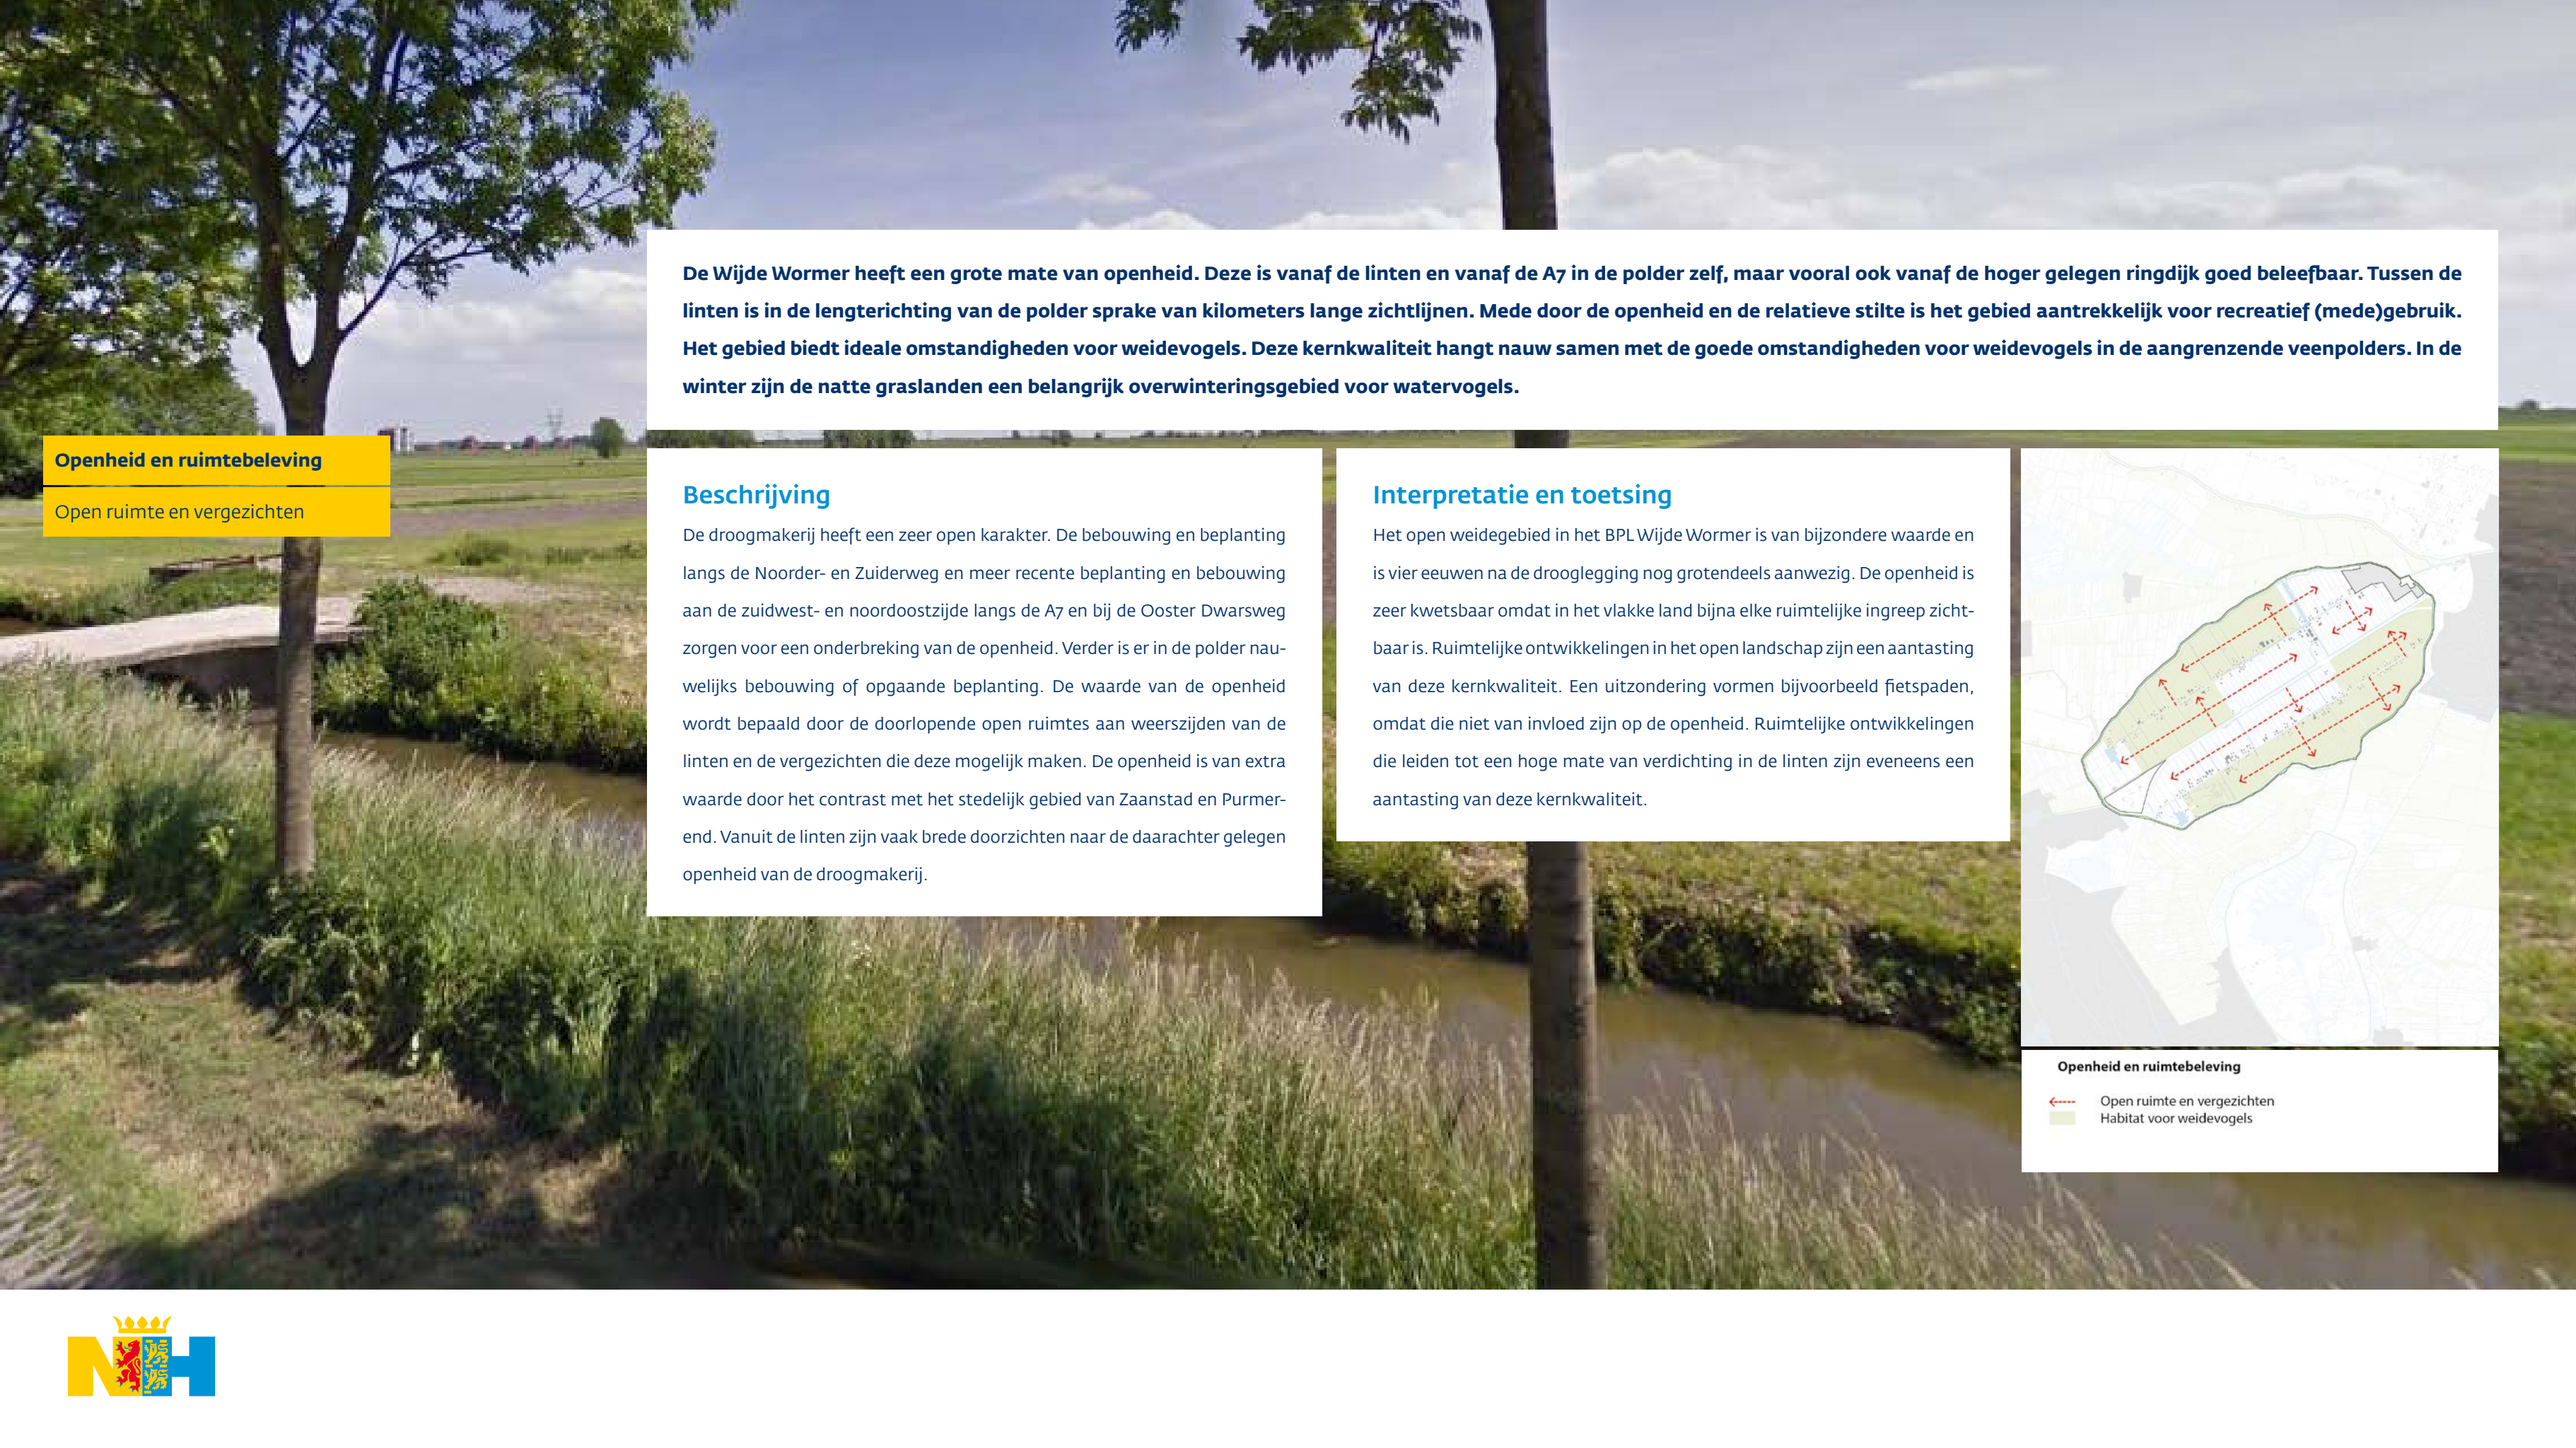 De Wijde Wormer heeft een grote mate van openheid. Deze is vanaf de linten en vanaf de A7 in de polder zelf, maar vooral ook vanaf de hoger gelegen ringdijk goed beleefbaar. Tussen de
linten is in de lengterichting van de polder sprake van kilometers lange zichtlijnen. Mede door de openheid en de relatieve stilte is het gebied aantrekkelijk voor recreatief (mede)gebruik.
Het gebied biedt ideale omstandigheden voor weidevogels. Deze kernkwaliteit hangt nauw samen met de goede omstandigheden voor weidevogels in de aangrenzende veenpolders. In de
winter zijn de natte graslanden een belangrijk overwinteringsgebied voor watervogels.
Openheid en ruimtebeleving
Open ruimte en vergezichten
Beschrijving
De droogmakerij heeft een zeer open karakter. De bebouwing en beplanting
langs de Noorder- en Zuiderweg en meer recente beplanting en bebouwing
aan de zuidwest- en noordoostzijde langs de A7 en bij de Ooster Dwarsweg
zorgen voor een onderbreking van de openheid. Verder is er in de polder nau-
welijks bebouwing of opgaande beplanting. De waarde van de openheid
wordt bepaald door de doorlopende open ruimtes aan weerszijden van de
linten en de vergezichten die deze mogelijk maken. De openheid is van extra
waarde door het contrast met het stedelijk gebied van Zaanstad en Purmer-
end. Vanuit de linten zijn vaak brede doorzichten naar de daarachter gelegen
openheid van de droogmakerij.
Interpretatie en toetsing
Het open weidegebied in het BPL Wijde Wormer is van bijzondere waarde en
is vier eeuwen na de drooglegging nog grotendeels aanwezig. De openheid is
zeer kwetsbaar omdat in het vlakke land bijna elke ruimtelijke ingreep zicht-
baar is. Ruimtelijke ontwikkelingen in het open landschap zijn een aantasting
van deze kernkwaliteit. Een uitzondering vormen bijvoorbeeld fietspaden,
omdat die niet van invloed zijn op de openheid. Ruimtelijke ontwikkelingen
die leiden tot een hoge mate van verdichting in de linten zijn eveneens een
aantasting van deze kernkwaliteit.
Openheid en ruimtebeleving
Open ruimte en vergezichten
Habitat voor weidevogels
NH